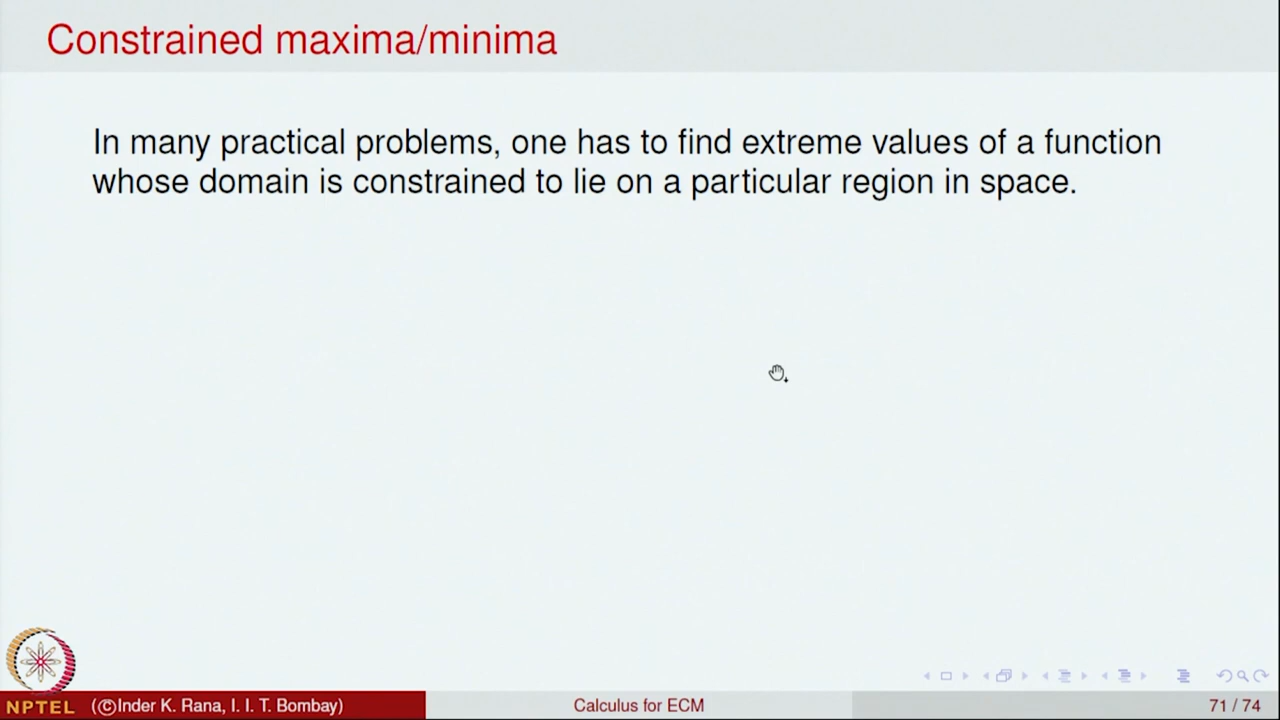 Constrained maxima/minima
In many practical problems, one has to find extreme values of a function
whose domain is constrained to lie on a particular region in space.
NPTEL
(©Inder K. Rana, I. I. T. Bombay)
Calculus for ECM
71 / 74